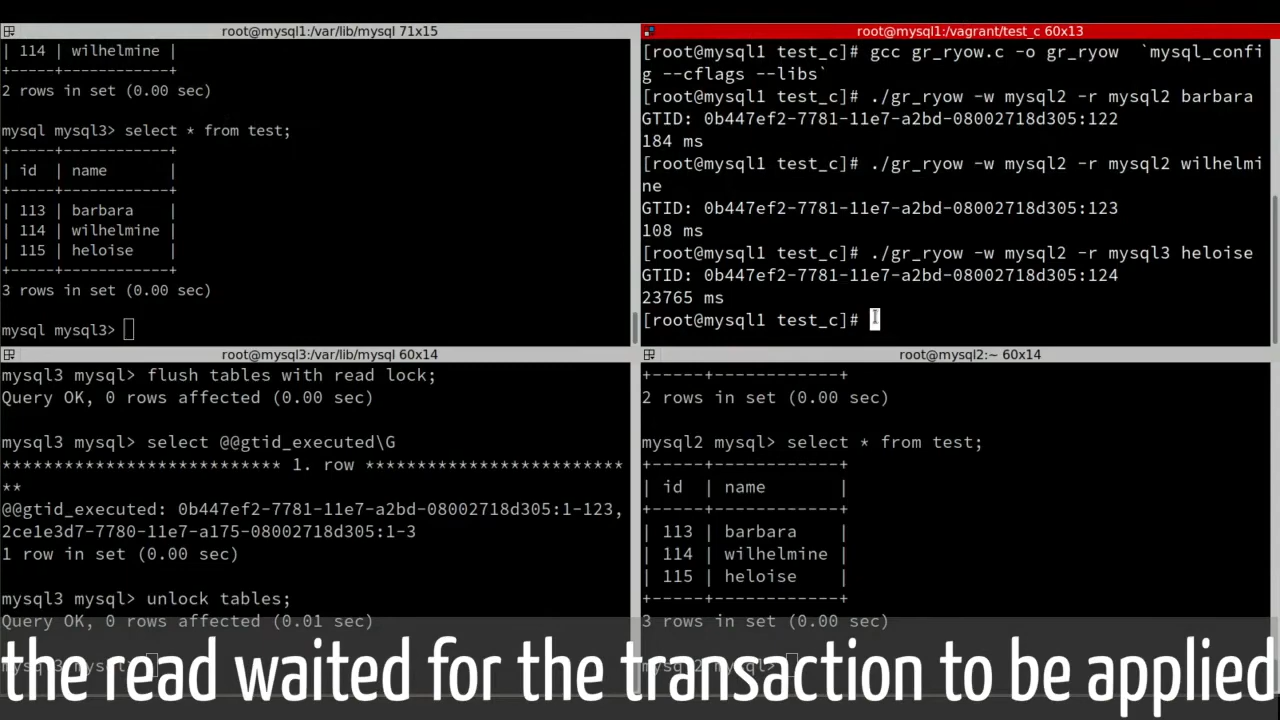 root@mysql1:/var/lib/mysql 71x15
| 114 | wilhelmine |
+-----+------------+
2 rows in set (0.00 sec)
mysql mysql3> select * from test;
+-----+------------+
| id  | name       |
+-----+------------+
| 113 | barbara    |
| 114 | wilhelmine |
| 115 | heloise    |
+-----+------------+
3 rows in set (0.00 sec)
mysql mysql3>
root@mysql1:/vagrant/test_c 60x13
[root@mysql1 test_c]# gcc gr_ryow.c -o gr_ryow  `mysql_confi
g --cflags --libs`
[root@mysql1 test_c]# ./gr_ryow -w mysql2 -r mysql2 barbara
GTID: 0b447ef2-7781-11e7-a2bd-08002718d305:122
184 ms
[root@mysql1 test_c]# ./gr_ryow -w mysql2 -r mysql2 wilhelmi
ne
GTID: 0b447ef2-7781-11e7-a2bd-08002718d305:123
108 ms
[root@mysql1 test_c]# ./gr_ryow -w mysql2 -r mysql3 heloise
GTID: 0b447ef2-7781-11e7-a2bd-08002718d305:124
23765 ms
[root@mysql1 test_c]#
root@mysql3:/var/lib/mysql 60x14
mysql3 mysql> flush tables with read lock;
Query OK, 0 rows affected (0.00 sec)
mysql3 mysql> select @@gtid_executed\G
*************************** 1. row **************************
**
@@gtid_executed: 0b447ef2-7781-11e7-a2bd-08002718d305:1-123,
2ce1e3d7-7780-11e7-a175-08002718d305:1-3
1 row in set (0.00 sec)
mysql3 mysql> unlock tables;
Query OK, 0 rows affected (0.01 sec)
mysql3 mysql>
root@mysql2:~ 60x14
+-----+------------+
2 rows in set (0.00 sec)
mysql2 mysql> select * from test;
+-----+------------+
| id  | name       |
+-----+------------+
| 113 | barbara    |
| 114 | wilhelmine |
| 115 | heloise    |
+-----+------------+
3 rows in set (0.00 sec)
mysql2 mysql>
the read waited for the transaction to be applied